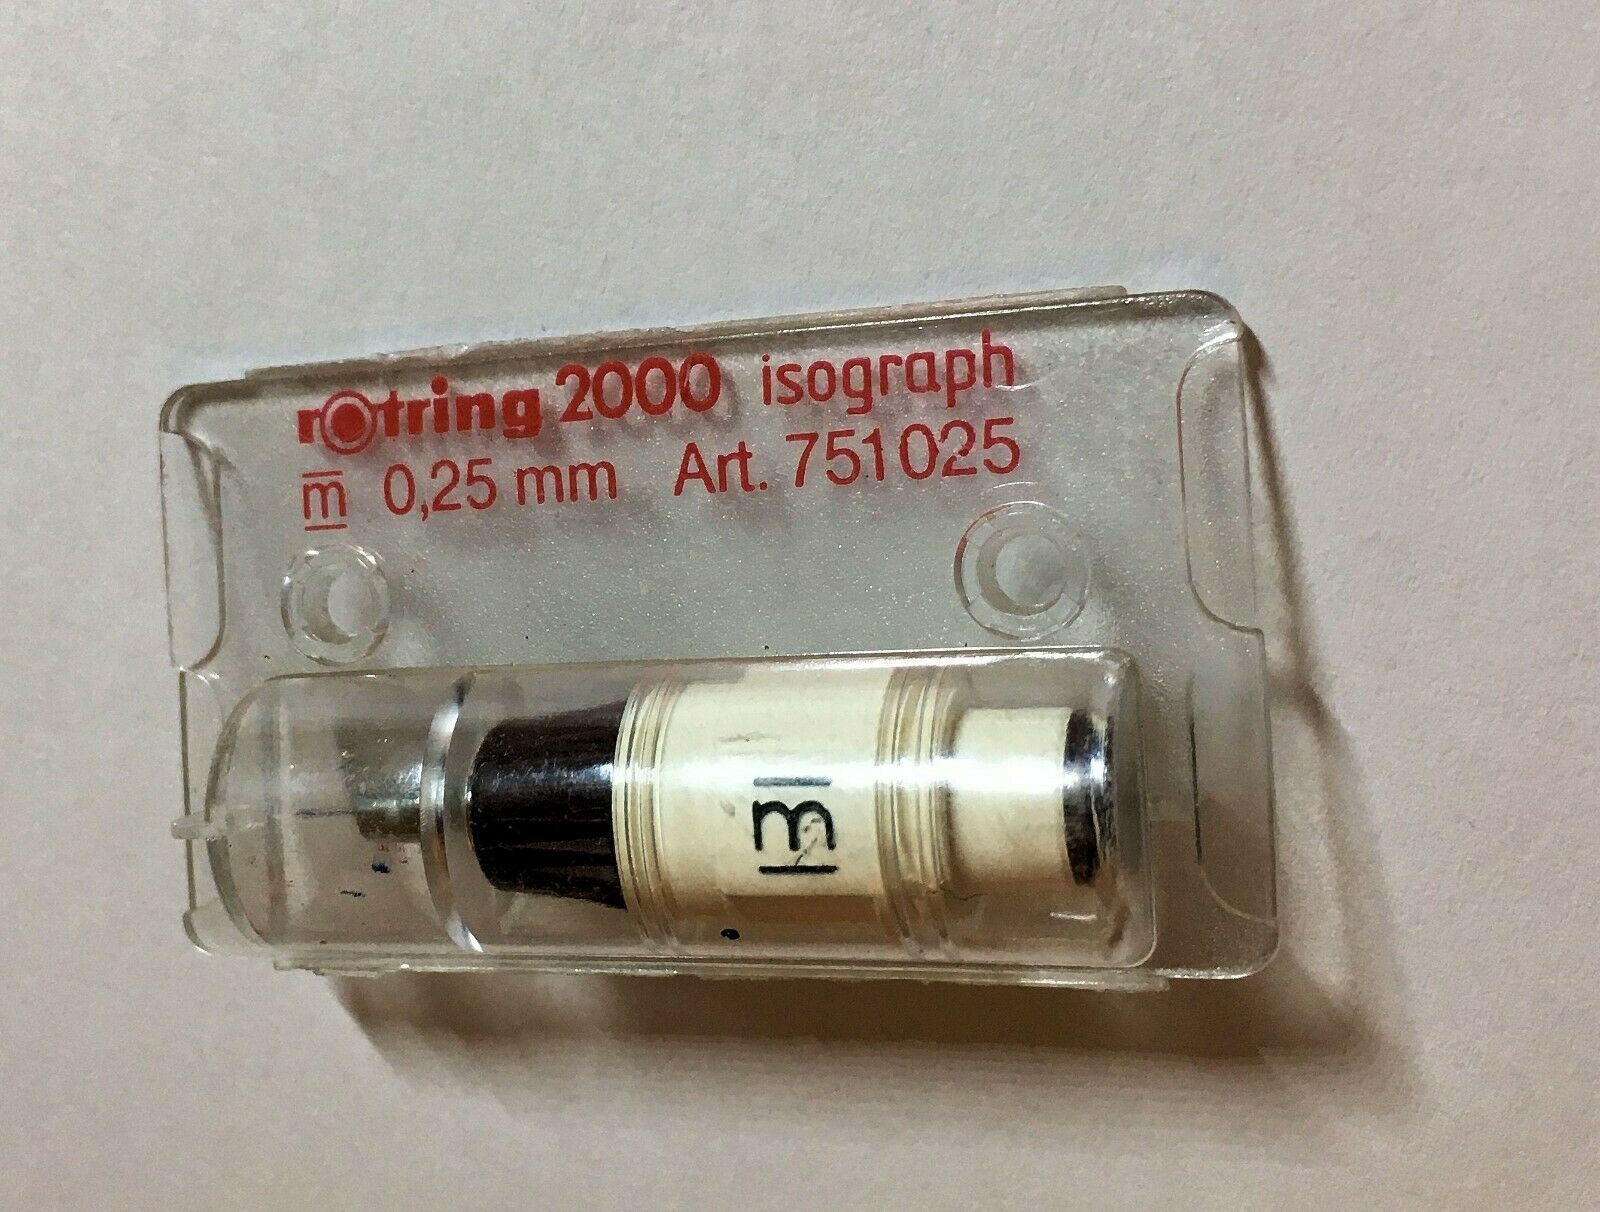 rotring 2000 isograph
m 0,25 mm Art. 751025
m